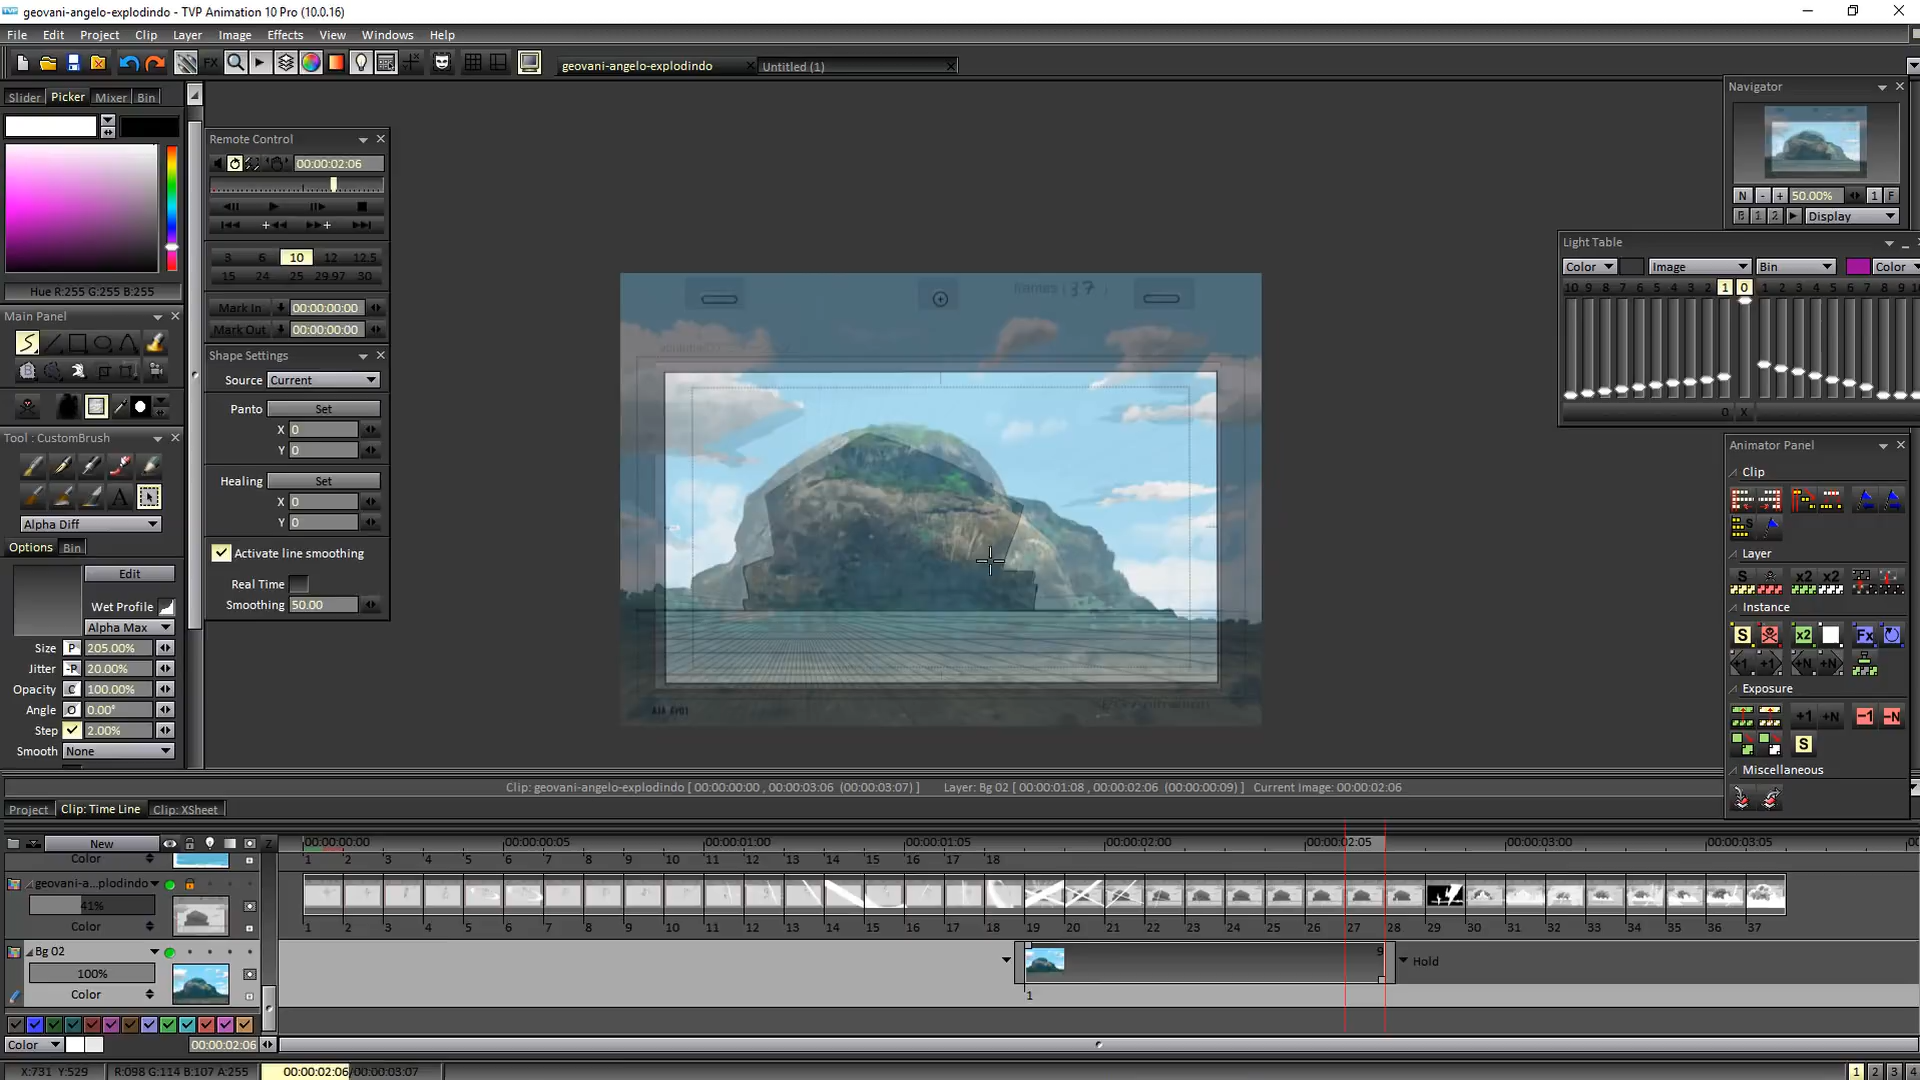 geovani-angelo-explodindo - TVP Animation 10 Pro (10.0.16)
File Edit Project Clip Layer Image Effects View Windows Help
FX geovani-angelo-explodindo Untitled (1)
Slider Picker Mixer Bin
Hue R:255 G:255 B:255
Main Panel
Tool : CustomBrush
A
Alpha Diff
Options Bin
Edit
Wet Profile
Alpha Max
Size P 205.00%
Jitter -P 20.00%
Opacity C 100.00%
Angle 0.00°
Step 2.00%
Smooth None
Remote Control
00:00:02:06
3 6 10 12 12.5
15 24 25 29.97 30
Mark In 00:00:00:00
Mark Out 00:00:00:00
Shape Settings
Source Current
Panto Set
X 0
Y 0
Healing Set
X 0
Y 0
Activate line smoothing
Real Time
Smoothing 50.00
frames 37
Navigator
N - + 50.00% 1 F
B 1 2 Display
Light Table
Color Image Bin Color
10 9 8 7 6 5 4 3 2 1 0 1 2 3 4 5 6 7 8 9 10
0 X
Animator Panel
Clip
Layer
S x2 x2
Instance
S x2 Fx
+1 +1 +N +N
Exposure
+1 +N -1 -N
S
Miscellaneous
Clip: geovani-angelo-explodindo [ 00:00:00:00 , 00:00:03:06 (00:00:03:07) ] Layer: Bg 02 [ 00:00:01:08 , 00:00:02:06 (00:00:00:09) ] Current Image: 00:00:02:06
Project Clip: Time Line Clip: XSheet
New Z 00:00:00:00 00:00:00:05 00:00:01:00 00:00:01:05 00:00:02:00 00:00:02:05 00:00:03:00 00:00:03:05
Color 1 2 3 4 5 6 7 8 9 10 11 12 13 14 15 16 17 18
geovani-a...plodindo
41%
Color 1 2 3 4 5 6 7 8 9 10 11 12 13 14 15 16 17 18 19 20 21 22 23 24 25 26 27 28 29 30 31 32 33 34 35 36 37
Bg 02 9 Hold
100%
Color 1
Color 00:00:02:06
X:731 Y:529 R:098 G:114 B:107 A:255 00:00:02:06/00:00:03:07 1 2 3 4